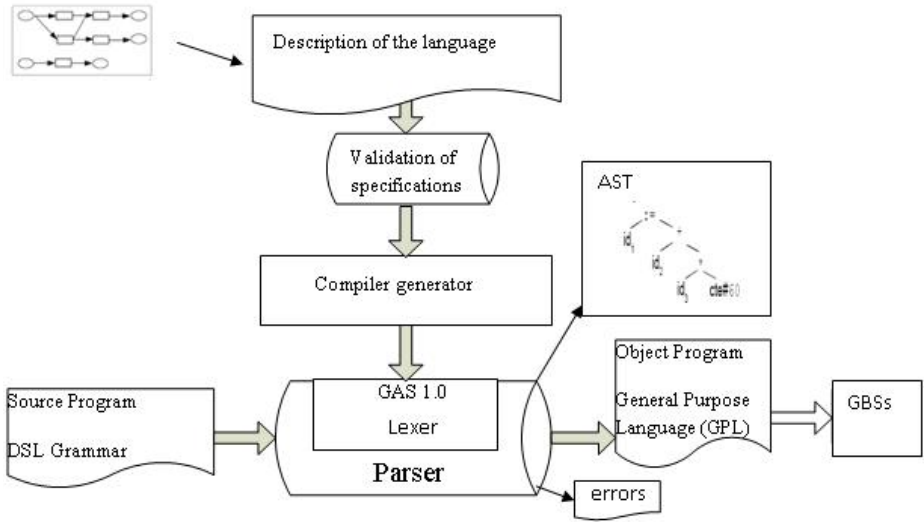 Description of the language
Validation of
specifications
AST
:=
id1
+
id2
id3
cte#60
Compiler generator
Object Program
General Purpose
Language (GPL)
GBSs
GAS 1.0
Lexer
Parser
Source Program
DSL Grammar
errors